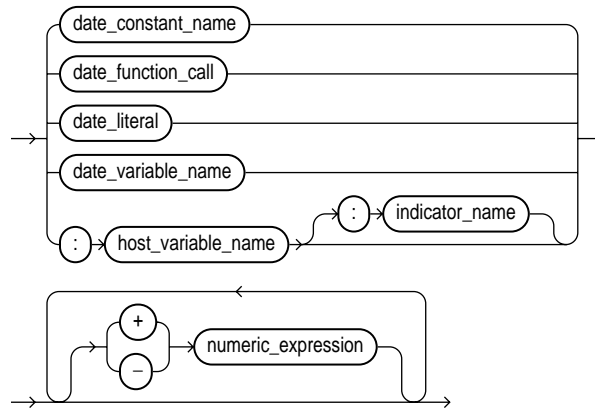 date_constant_name
date_function_call
date_literal
date_variable_name
: host_variable_name : indicator_name
+
− numeric_expression